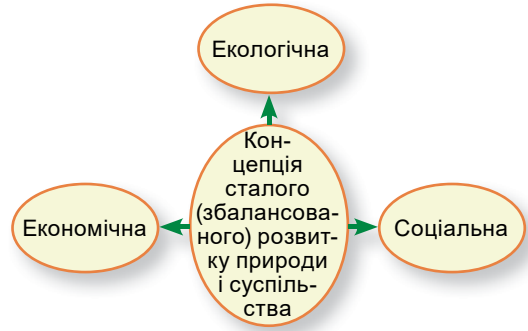 Екологічна
Кон-
цепція
сталого
(збалансова-
ного) розвит-
ку природи
і суспіль-
ства
Економічна
Соціальна